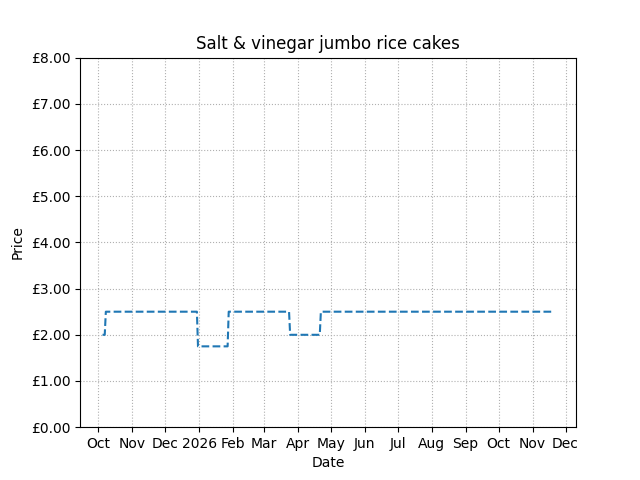 Salt & vinegar jumbo rice cakes
£8.00
£7.00
£6.00
£5.00
£4.00
£3.00
£2.00
£1.00
£0.00
Price
Oct Nov Dec 2026 Feb Mar Apr May Jun Jul Aug Sep Oct Nov Dec
Date